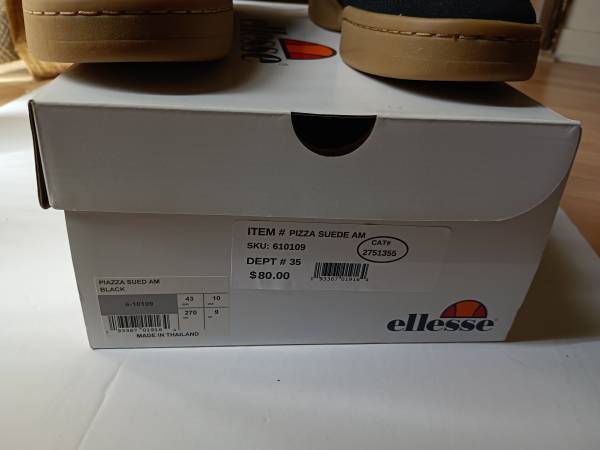 ellesse
ITEM # PIZZA SUEDE AM
SKU: 610109
CAT#
2751355
DEPT # 35
$80.00
PIAZZA SUED AM
BLACK
6-10109
43 10
270 9
MADE IN THAILAND
ellesse